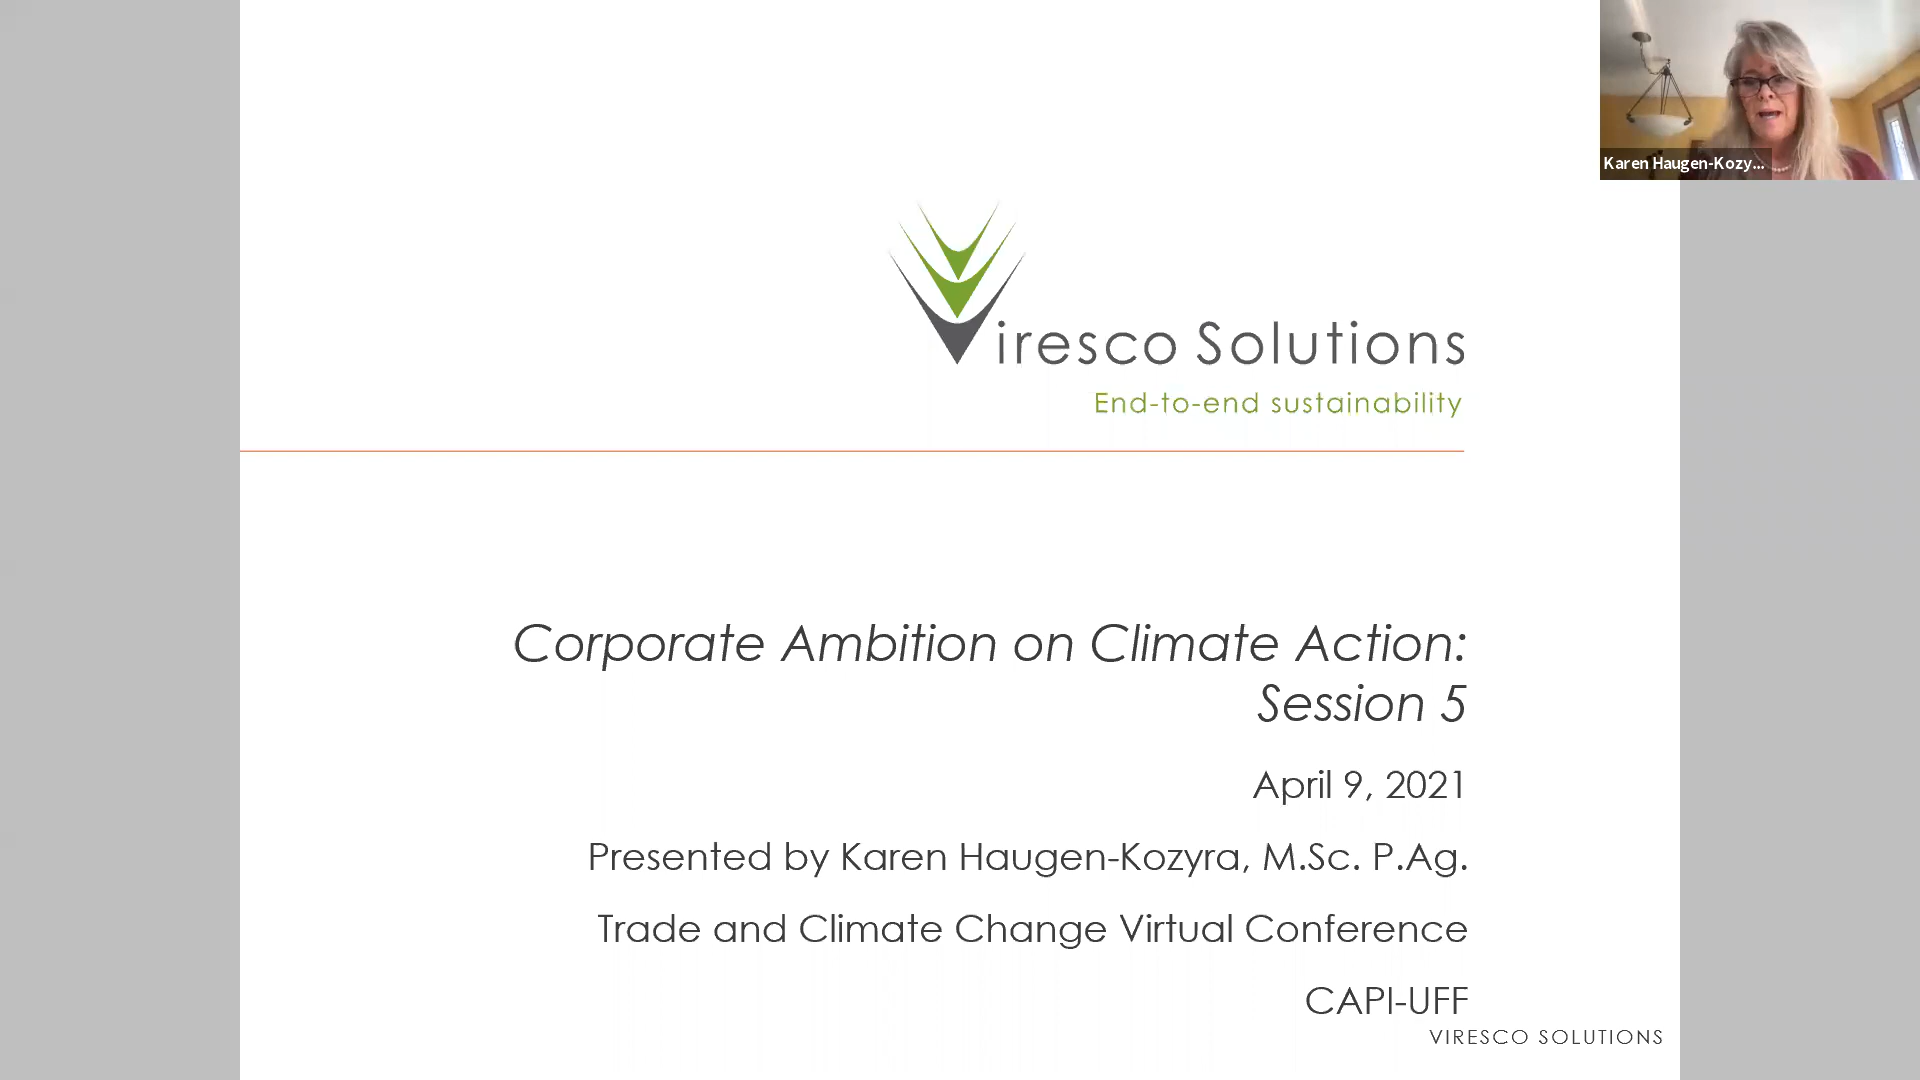 Karen Haugen-Kozy...
Viresco Solutions
End-to-end sustainability
Corporate Ambition on Climate Action:
Session 5
April 9, 2021
Presented by Karen Haugen-Kozyra, M.Sc. P.Ag.
Trade and Climate Change Virtual Conference
CAPI-UFF
VIRESCO SOLUTIONS